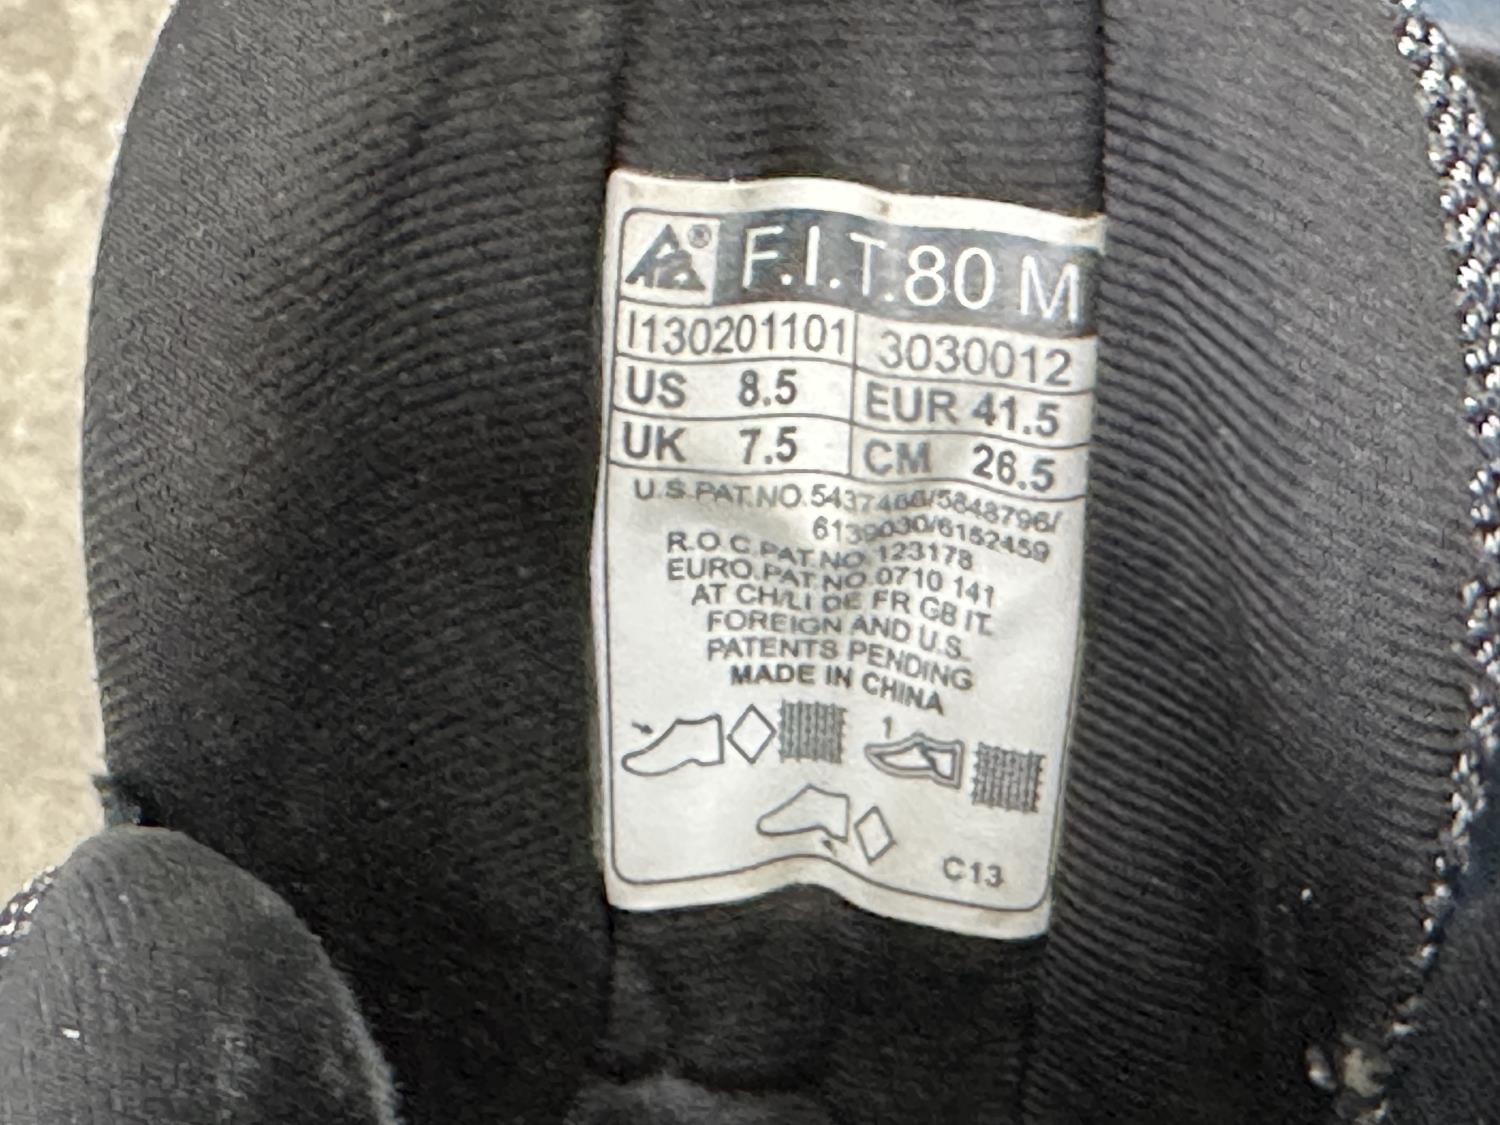 ® F.I.T.80 M
I130201101 3030012
US 8.5 EUR 41.5
UK 7.5 CM 26.5
U.S.PAT.NO.5437466/5848796/
6139030/6152459
R.O.C.PAT.NO 123178
EURO.PAT NO 0710 141
AT CH/LI DE FR GB IT.
FOREIGN AND U.S.
PATENTS PENDING
MADE IN CHINA
1
C13